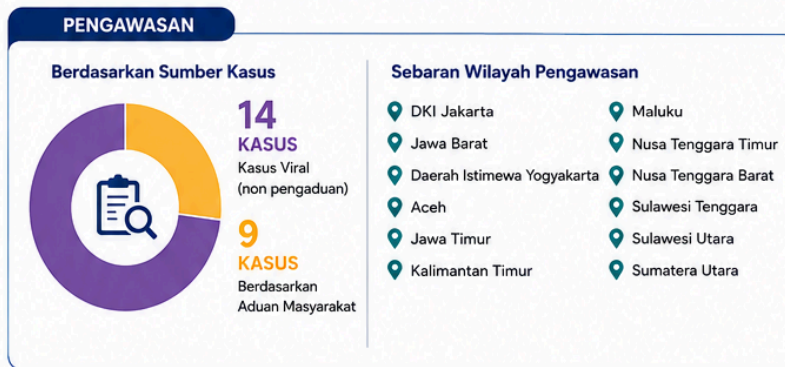 PENGAWASAN
Berdasarkan Sumber Kasus
14
KASUS
Kasus Viral
(non pengaduan)
9
KASUS
Berdasarkan
Aduan Masyarakat
Sebaran Wilayah Pengawasan
DKI Jakarta
Jawa Barat
Daerah Istimewa Yogyakarta
Aceh
Jawa Timur
Kalimantan Timur
Maluku
Nusa Tenggara Timur
Nusa Tenggara Barat
Sulawesi Tenggara
Sulawesi Utara
Sumatera Utara